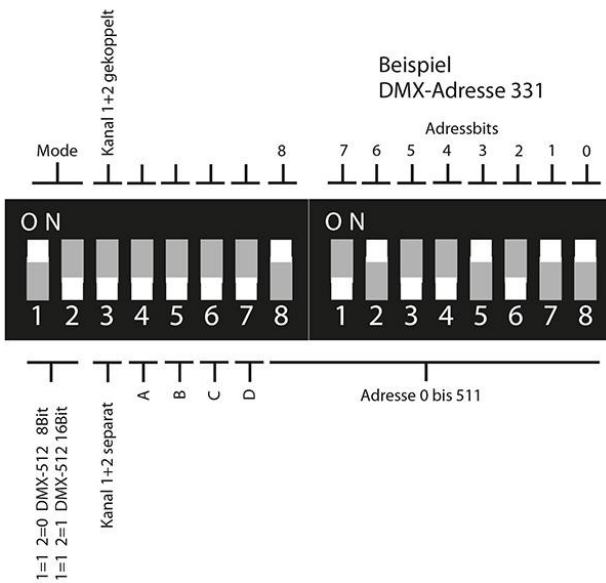 Beispiel
DMX-Adresse 331
Kanal 1+2 gekoppelt
Adressbits
Mode
8 7 6 5 4 3 2 1 0
ON ON
1 2 3 4 5 6 7 8 1 2 3 4 5 6 7 8
1=1 2=0 DMX-512 8Bit
1=1 2=1 DMX-512 16Bit
Kanal 1+2 separat
A
B
C
D
Adresse 0 bis 511